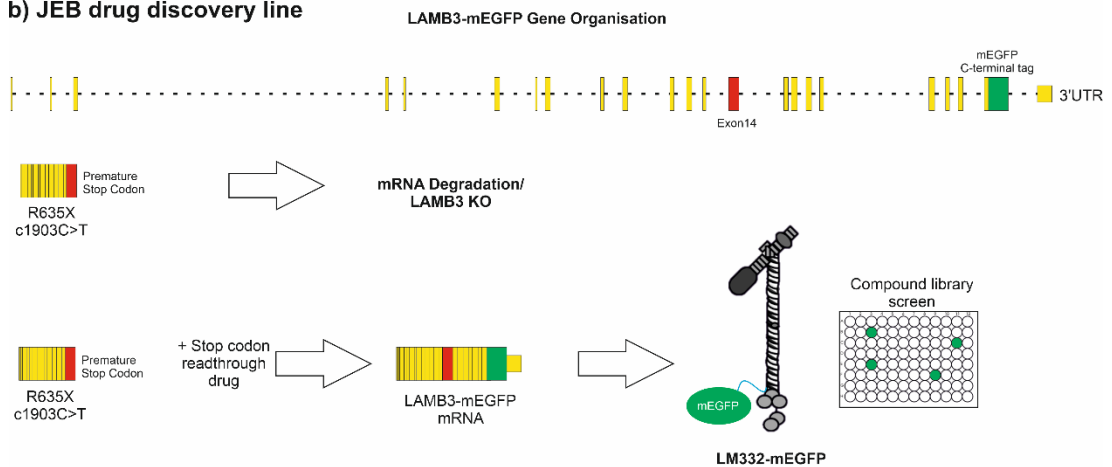 b) JEB drug discovery line
LAMB3-mEGFP Gene Organisation
mEGFP
C-terminal tag
3'UTR
Exon14
Premature
Stop Codon
R635X
c1903C>T
mRNA Degradation/
LAMB3 KO
Premature
Stop Codon
R635X
c1903C>T
+ Stop codon
readthrough
drug
LAMB3-mEGFP
mRNA
mEGFP
LM332-mEGFP
Compound library
screen